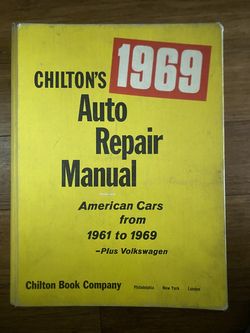 1969
CHILTON'S
Auto
Repair
Manual
American Cars
from
1961 to 1969
–Plus Volkswagen
Chilton Book Company Philadelphia New York London